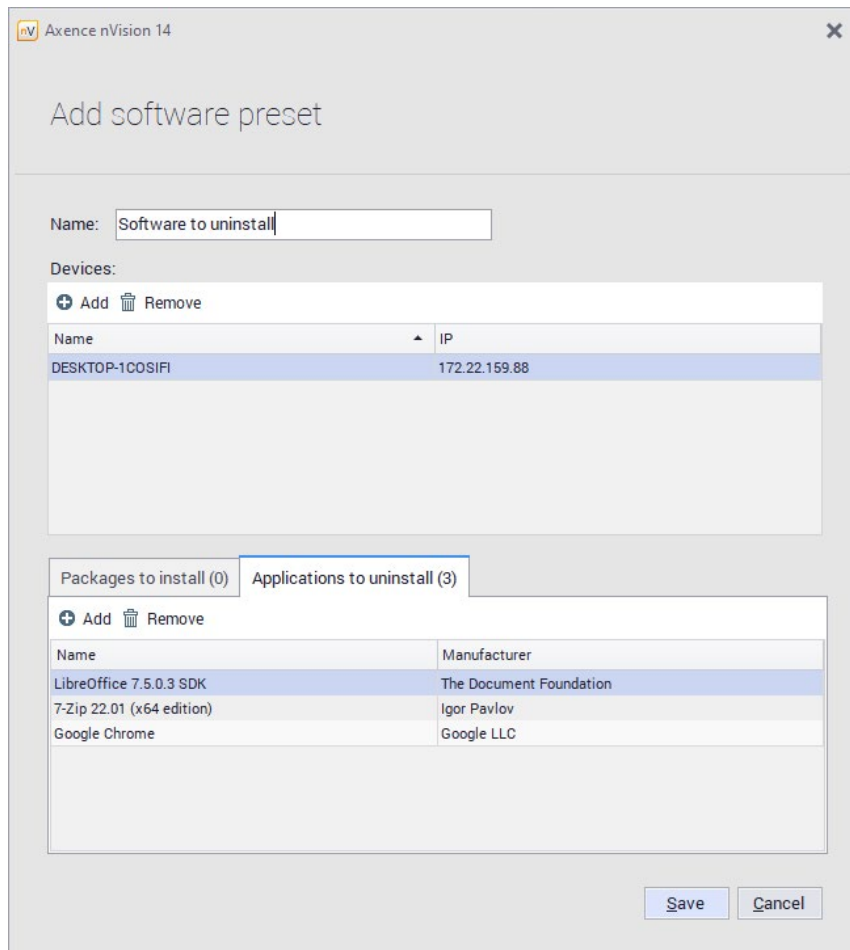 nV Axence nVision 14
Add software preset
Name: Software to uninstall
Devices:
Add Remove
Name IP
DESKTOP-1COSIFI 172.22.159.88
Packages to install (0) Applications to uninstall (3)
Add Remove
Name Manufacturer
LibreOffice 7.5.0.3 SDK The Document Foundation
7-Zip 22.01 (x64 edition) Igor Pavlov
Google Chrome Google LLC
Save Cancel